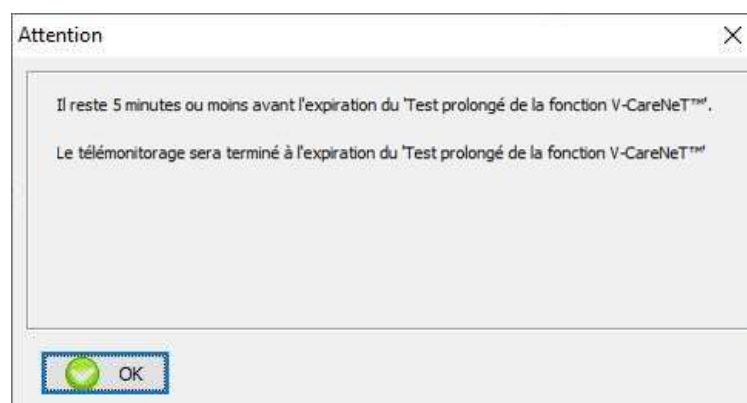 Attention
Il reste 5 minutes ou moins avant l'expiration du 'Test prolongé de la fonction V-CareNeT™'.
Le télémonitorage sera terminé à l'expiration du 'Test prolongé de la fonction V-CareNeT™'
OK